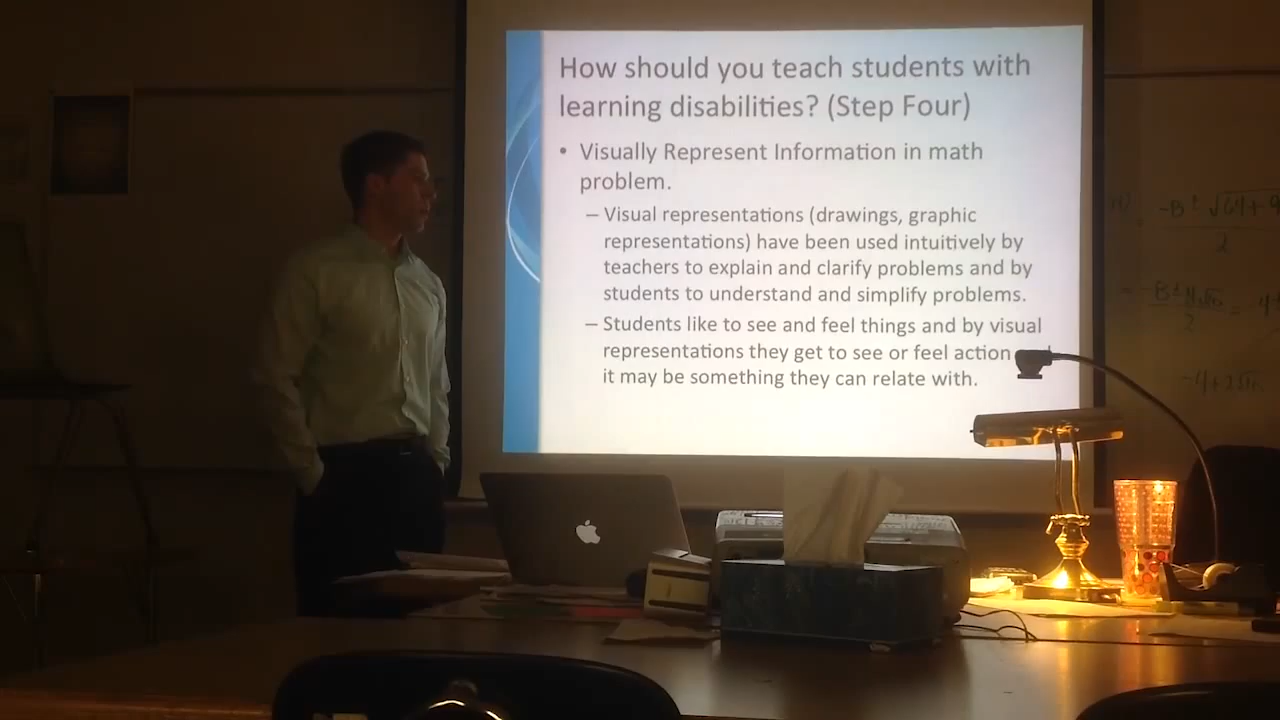 How should you teach students with
learning disabilities? (Step Four)
• Visually Represent Information in math
problem.
– Visual representations (drawings, graphic
representations) have been used intuitively by
teachers to explain and clarify problems and by
students to understand and simplify problems.
– Students like to see and feel things and by visual
representations they get to see or feel action
it may be something they can relate with.